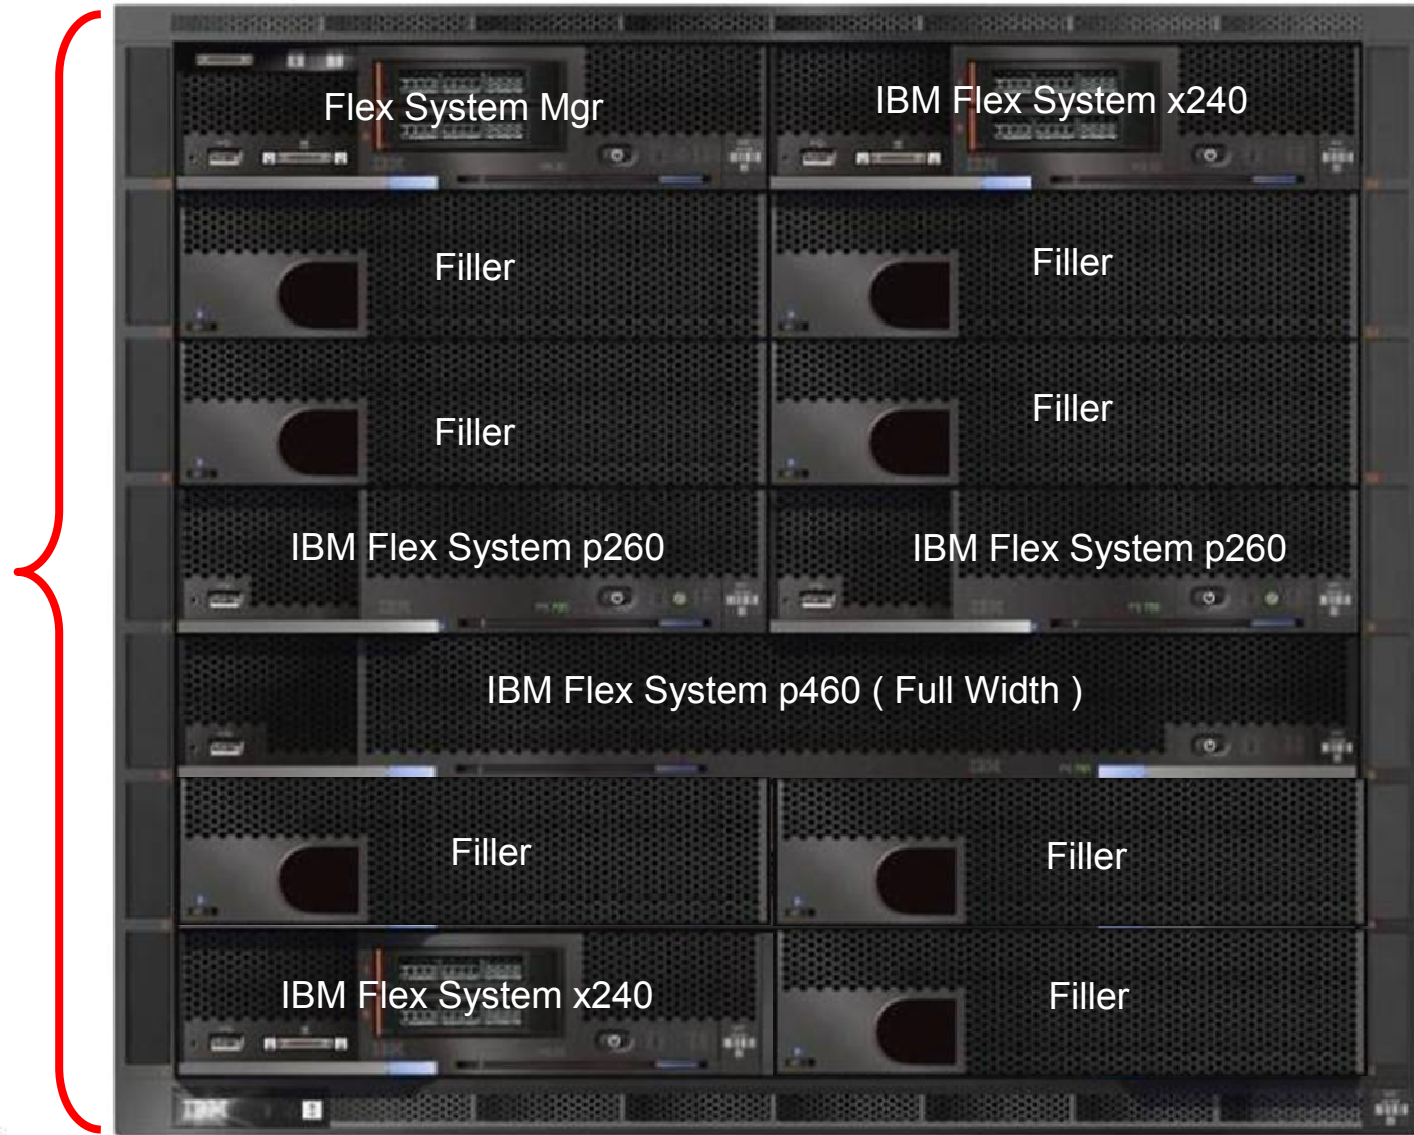 Flex System Mgr
IBM Flex System x240
Filler
Filler
Filler
Filler
IBM Flex System p260
IBM Flex System p260
IBM Flex System p460 ( Full Width )
Filler
Filler
IBM Flex System x240
Filler
IBM